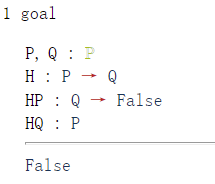 1 goal
P, Q : P
H : P → Q
HP : Q → False
HQ : P
False